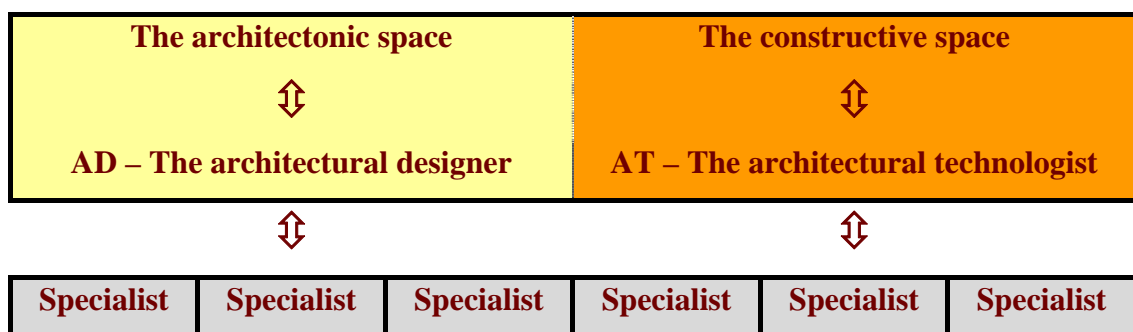 The architectonic space The constructive space
AD – The architectural designer AT – The architectural technologist
Specialist Specialist Specialist Specialist Specialist Specialist